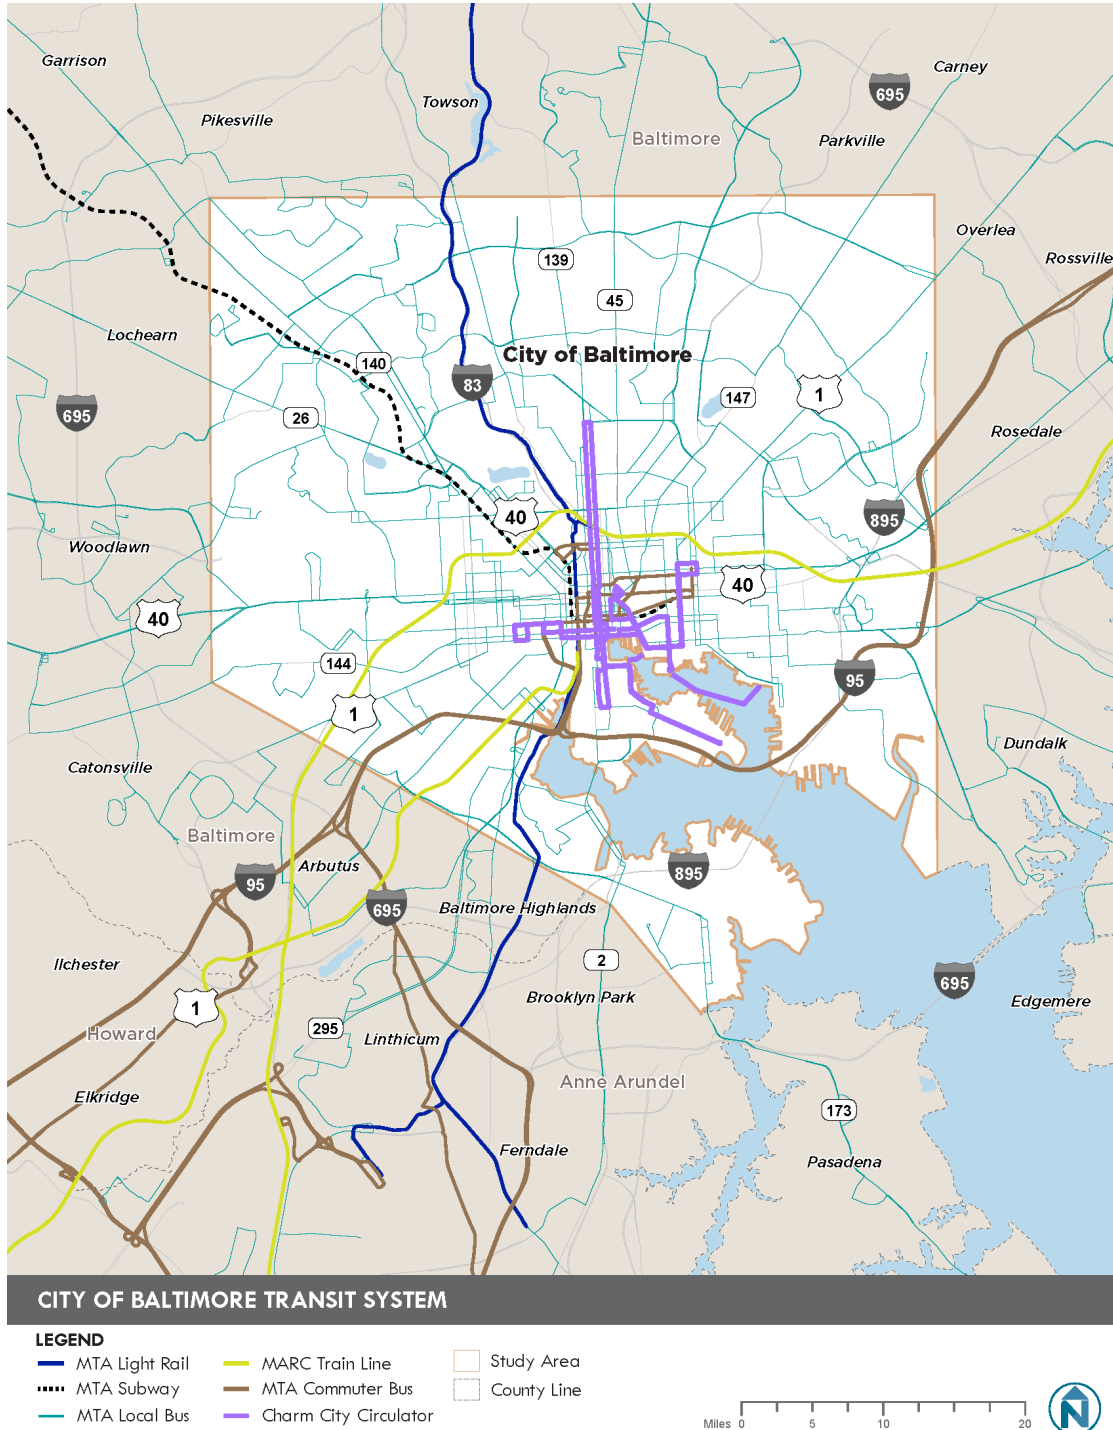 Garrison
Carney
695
Towson
Pikesville
Baltimore
Parkville
Overlea
139
Rossville
45
Lochearn
City of Baltimore
140
83
695
26
147
1
Rosedale
40
895
Woodlawn
40
40
144
95
1
Dundalk
Catonsville
Baltimore
Arbutus
895
95
695
Baltimore Highlands
Ilchester
2
695
Brooklyn Park
Edgemere
1
295
Howard
Linthicum
Anne Arundel
Elkridge
173
Ferndale
Pasadena
CITY OF BALTIMORE TRANSIT SYSTEM
LEGEND
MTA Light Rail
MARC Train Line
Study Area
MTA Subway
MTA Commuter Bus
County Line
MTA Local Bus
Charm City Circulator
Miles 0 5 10 20
N